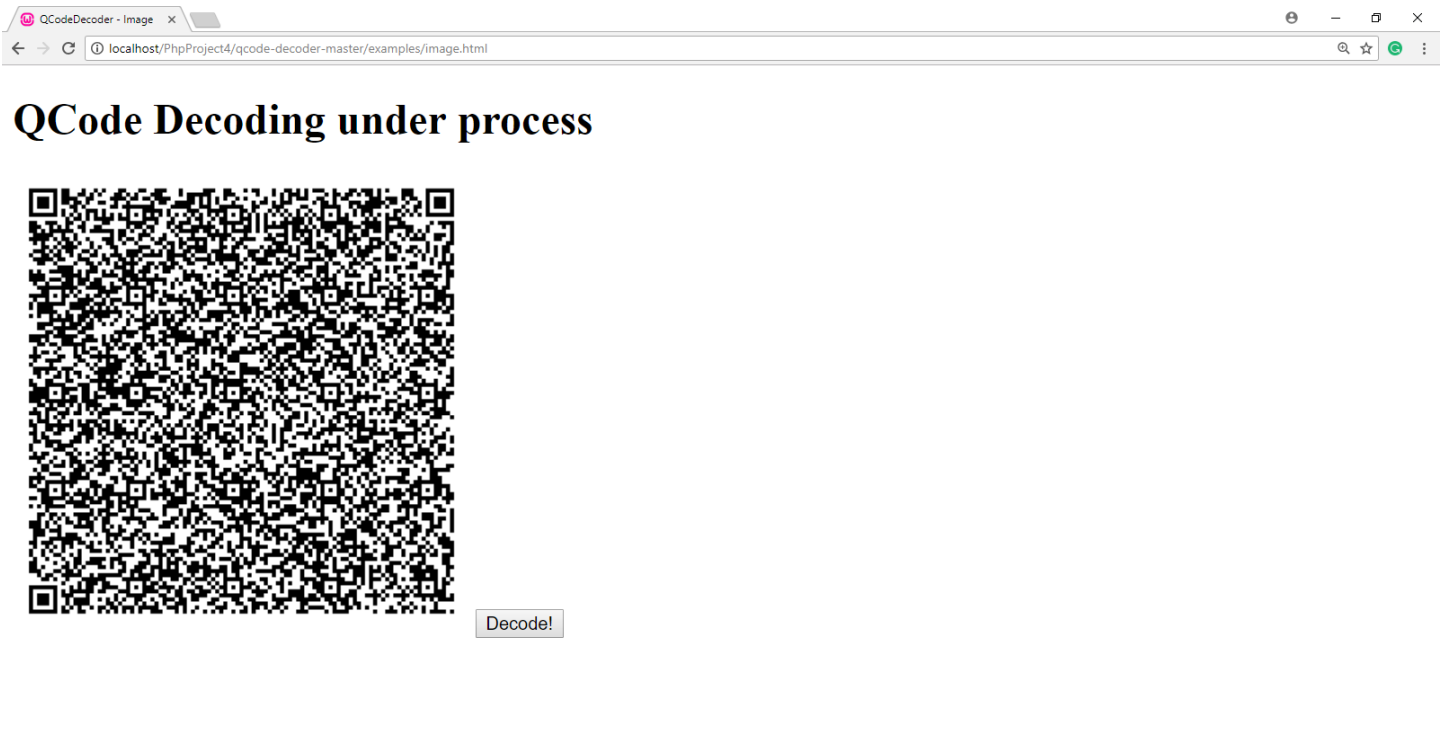 QCodeDecoder - Image
localhost/PhpProject4/qcode-decoder-master/examples/image.html
QCode Decoding under process
Decode!